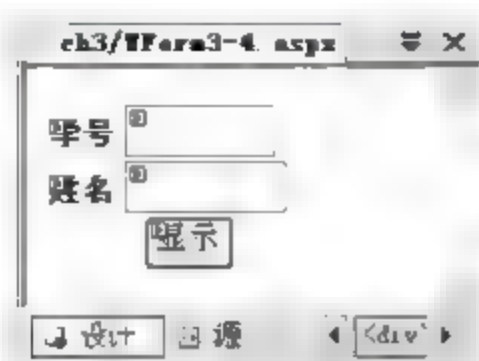 ch3/WForm3-4.aspx
学号
姓名
显示
设计 源 <div